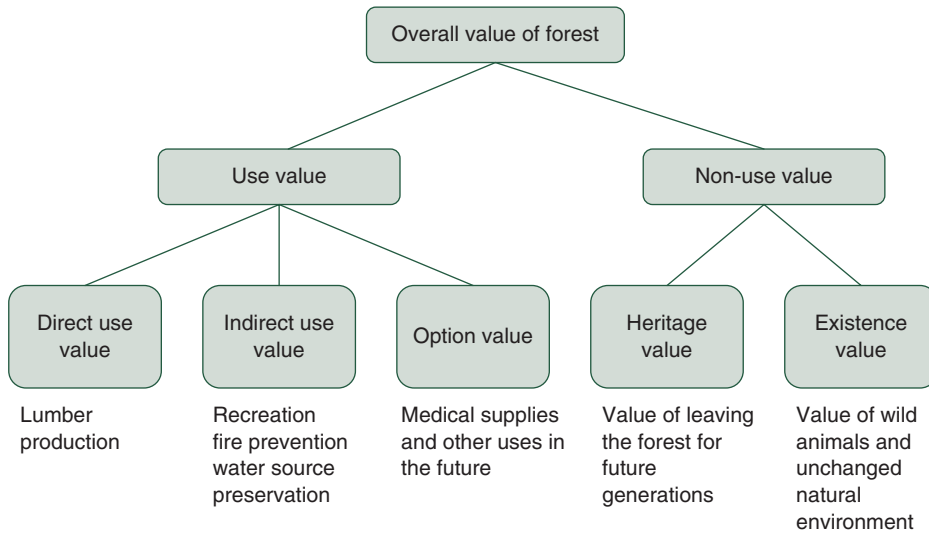 Overall value of forest
Use value
Non-use value
Direct use
value
Indirect use
value
Option value
Heritage
value
Existence
value
Lumber
production
Recreation
fire prevention
water source
preservation
Medical supplies
and other uses in
the future
Value of leaving
the forest for
future
generations
Value of wild
animals and
unchanged
natural
environment